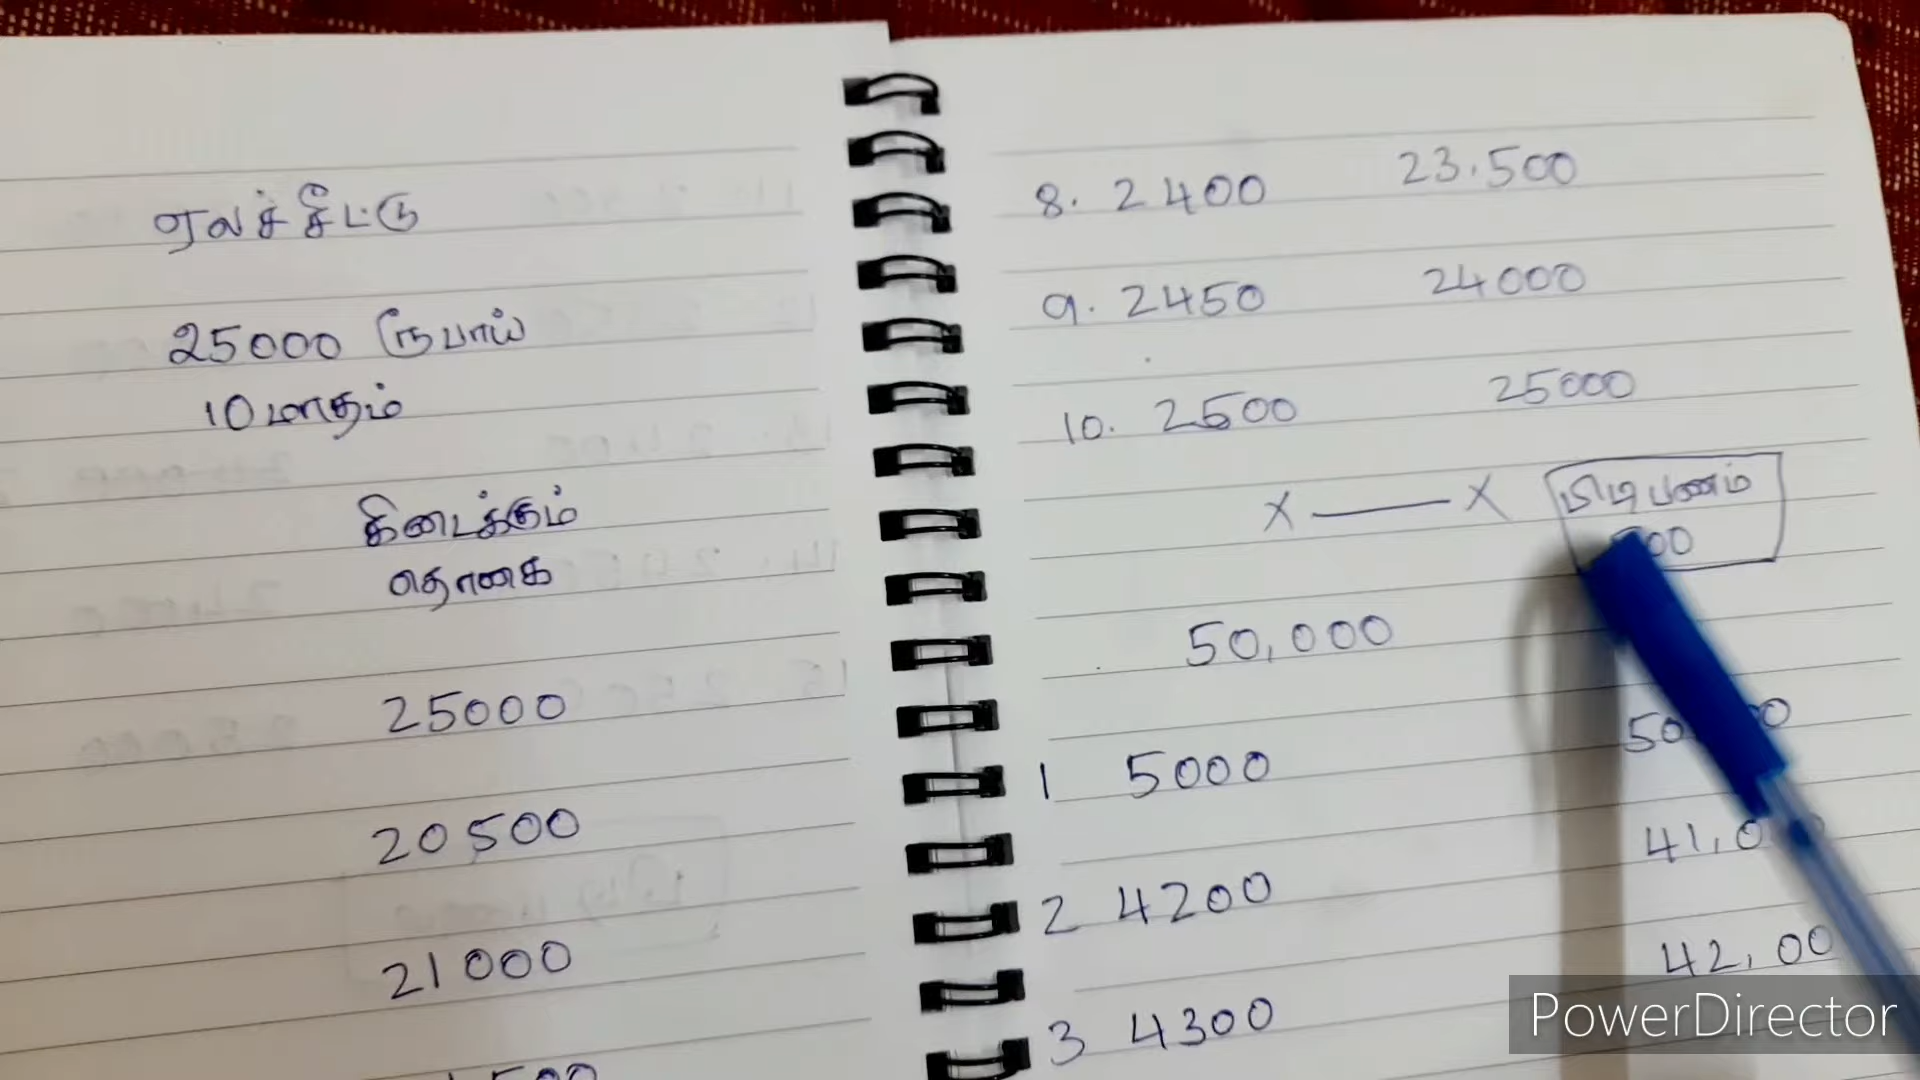 ஏலச்சீட்டு
25000 ரூபாய்
10 மாதம்
கிடைக்கும்
தொகை
25000
20500
21000
8. 2400 23.500
9. 2450 24000
10. 2500 25000
X — X பிடி பணம்
50,000
1 5000
2 4200
3 4300
PowerDirector